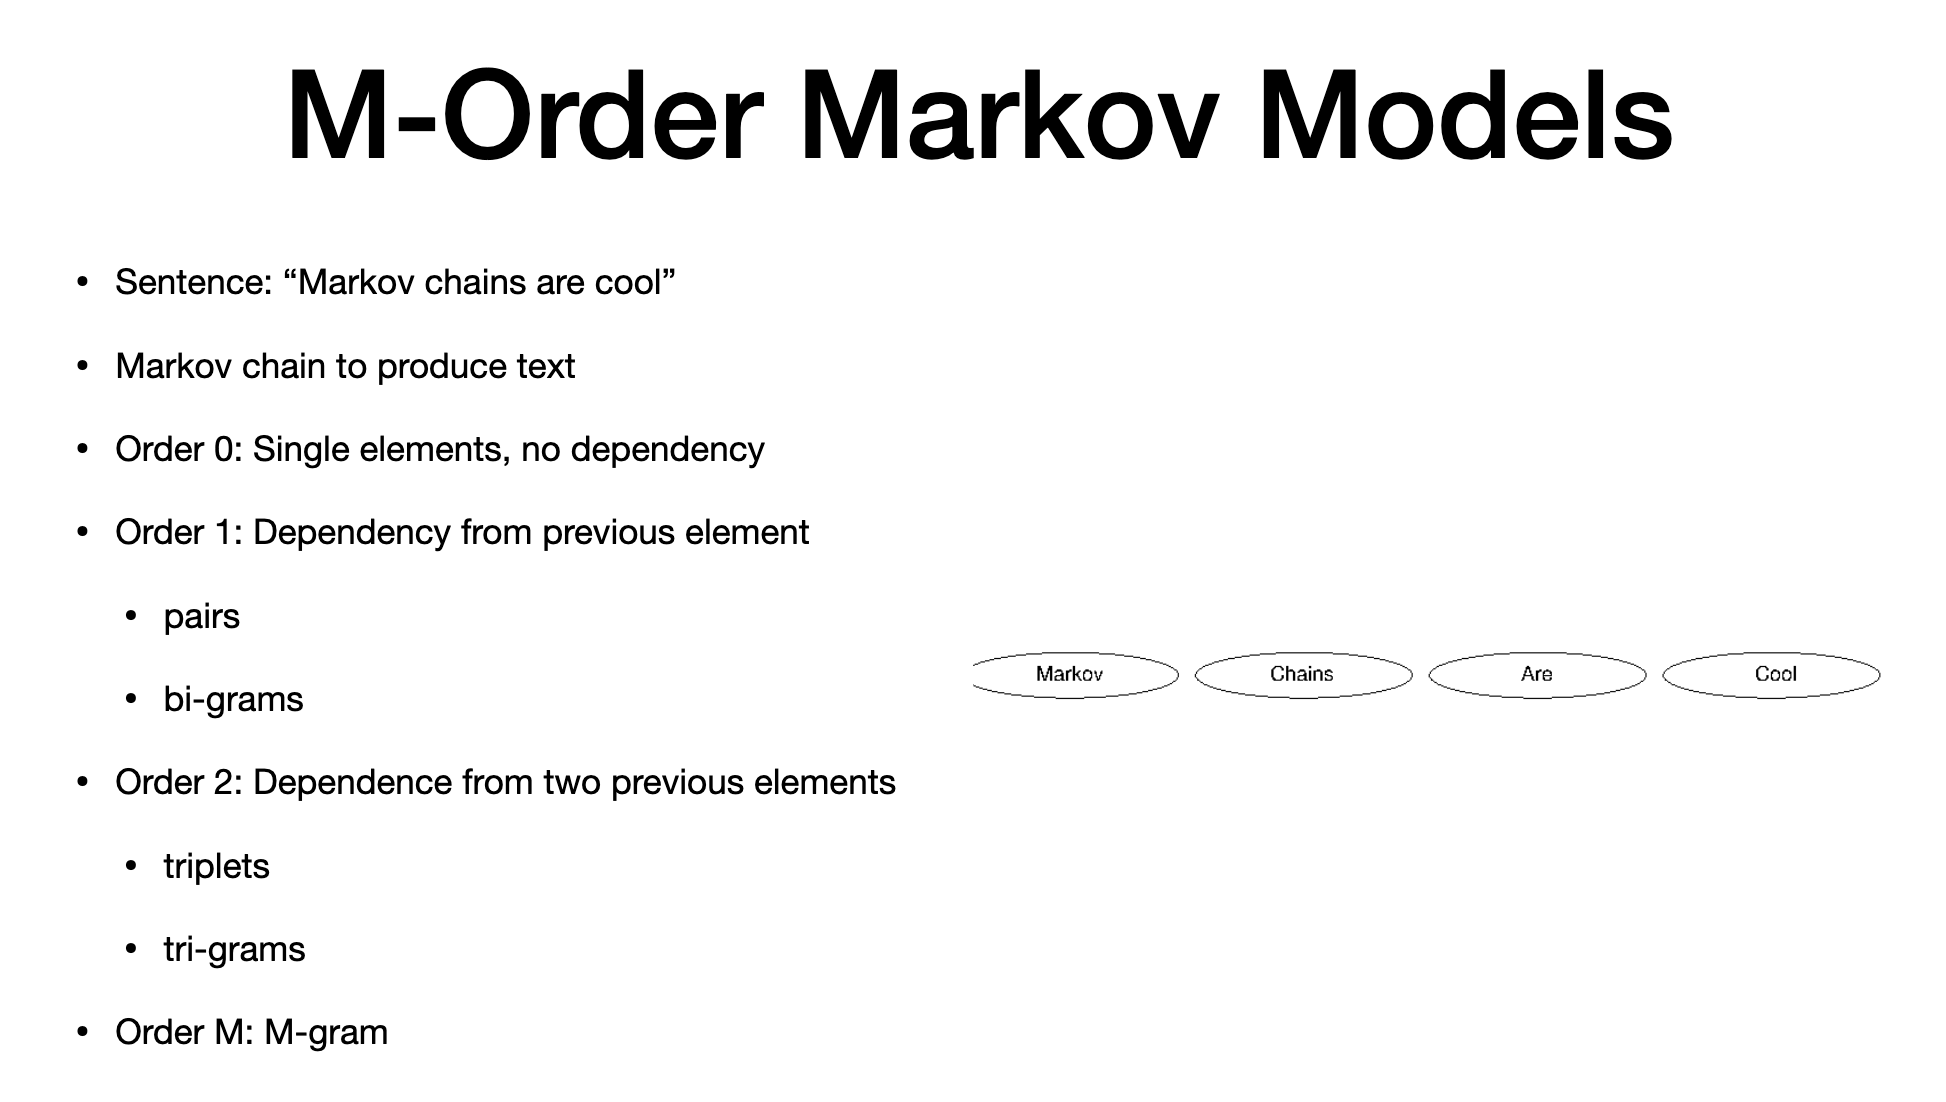 M-Order Markov Models
• Sentence: “Markov chains are cool”
• Markov chain to produce text
• Order 0: Single elements, no dependency
• Order 1: Dependency from previous element
• pairs
• bi-grams
• Order 2: Dependence from two previous elements
• triplets
• tri-grams
• Order M: M-gram
Markov Chains Are Cool